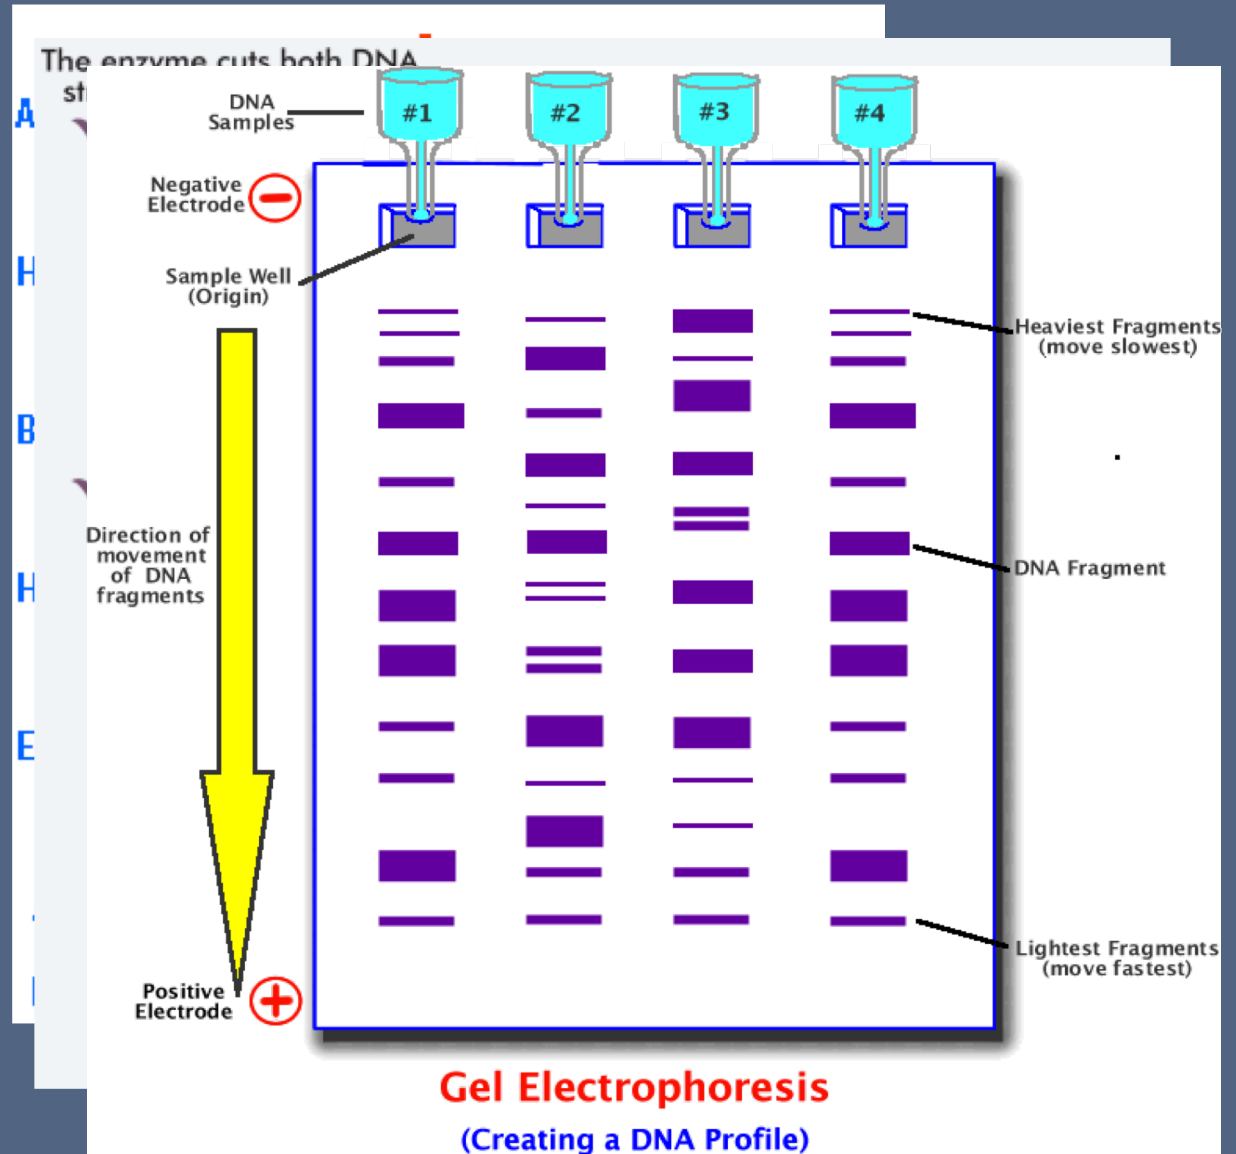 The enzyme cuts both DNA
st
A
H
B
H
E
DNA
Samples
#1
#2
#3
#4
Negative
Electrode
Sample Well
(Origin)
Heaviest Fragments
(move slowest)
Direction of
movement
of DNA
fragments
DNA Fragment
Lightest Fragments
(move fastest)
Positive
Electrode
Gel Electrophoresis
(Creating a DNA Profile)